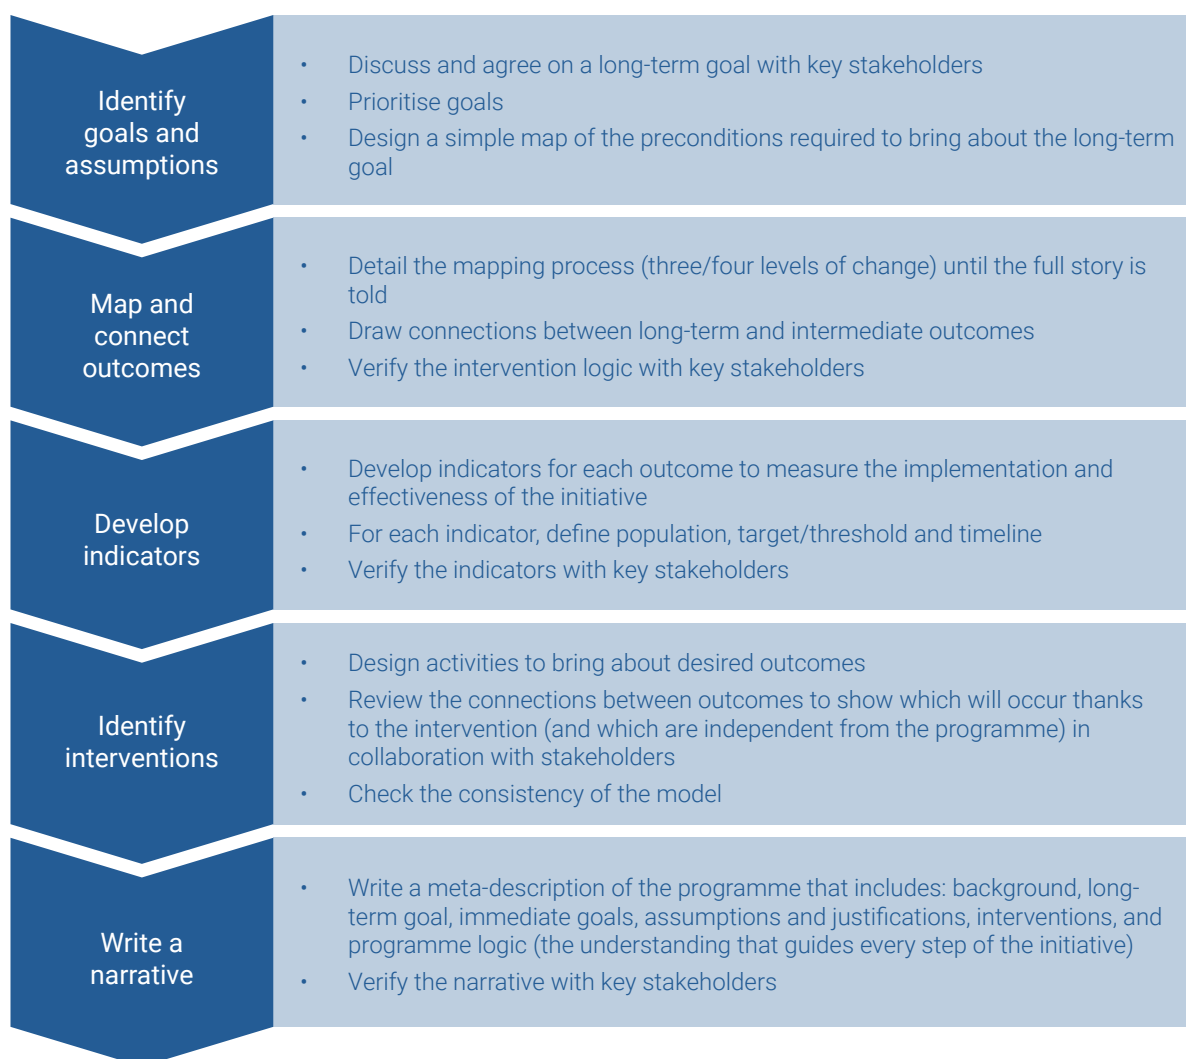 Identify
goals and
assumptions
• Discuss and agree on a long-term goal with key stakeholders
• Prioritise goals
• Design a simple map of the preconditions required to bring about the long-term
goal
Map and
connect
outcomes
• Detail the mapping process (three/four levels of change) until the full story is
told
• Draw connections between long-term and intermediate outcomes
• Verify the intervention logic with key stakeholders
Develop
indicators
• Develop indicators for each outcome to measure the implementation and
effectiveness of the initiative
• For each indicator, define population, target/threshold and timeline
• Verify the indicators with key stakeholders
Identify
interventions
• Design activities to bring about desired outcomes
• Review the connections between outcomes to show which will occur thanks
to the intervention (and which are independent from the programme) in
collaboration with stakeholders
• Check the consistency of the model
Write a
narrative
• Write a meta-description of the programme that includes: background, long-
term goal, immediate goals, assumptions and justifications, interventions, and
programme logic (the understanding that guides every step of the initiative)
• Verify the narrative with key stakeholders